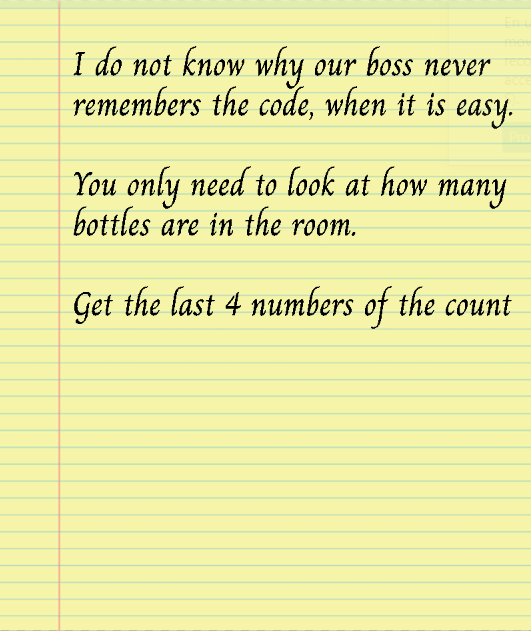 I do not know why our boss never
remembers the code, when it is easy.
You only need to look at how many
bottles are in the room.
Get the last 4 numbers of the count